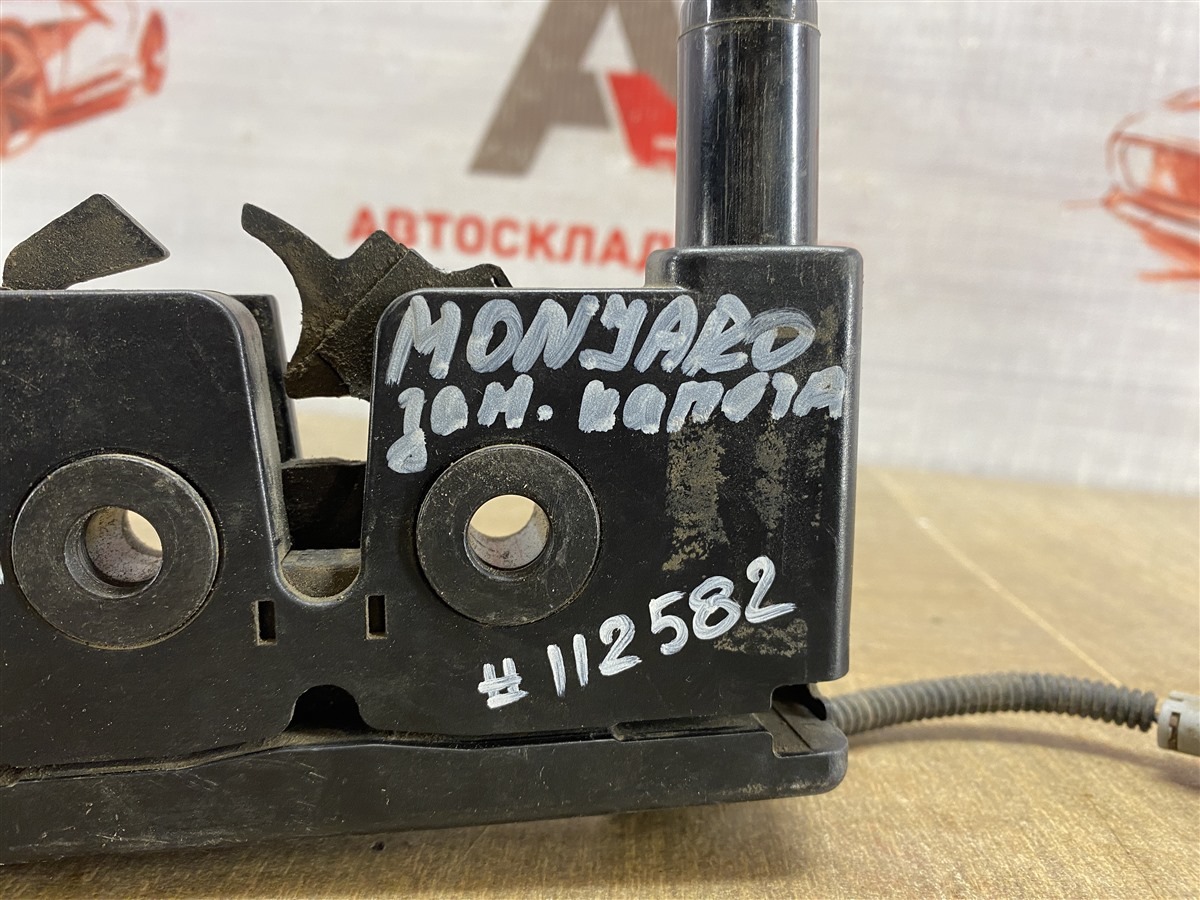 АВТОСКЛАД
MONJARO
зам. капота
#112582